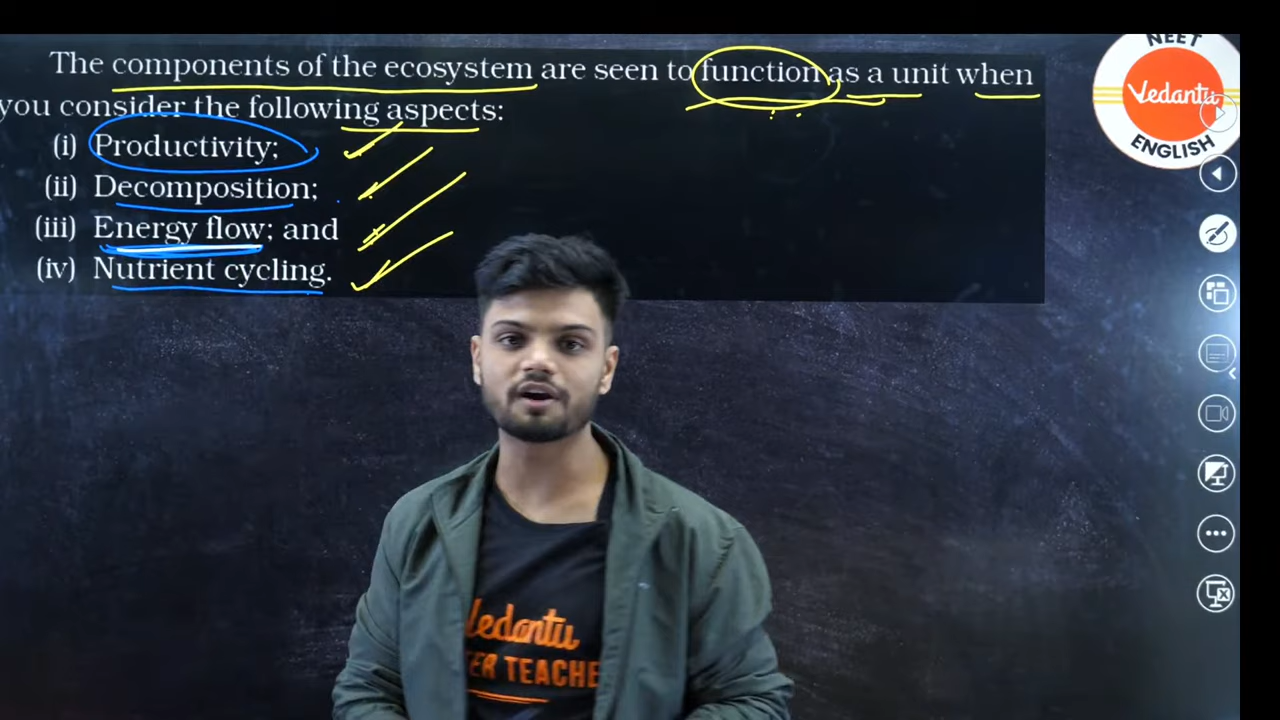 The components of the ecosystem are seen to function as a unit when
you consider the following aspects:
(i) Productivity;
(ii) Decomposition;
(iii) Energy flow; and
(iv) Nutrient cycling.
NEET
Vedantu
ENGLISH
Vedantu
TER TEACHE